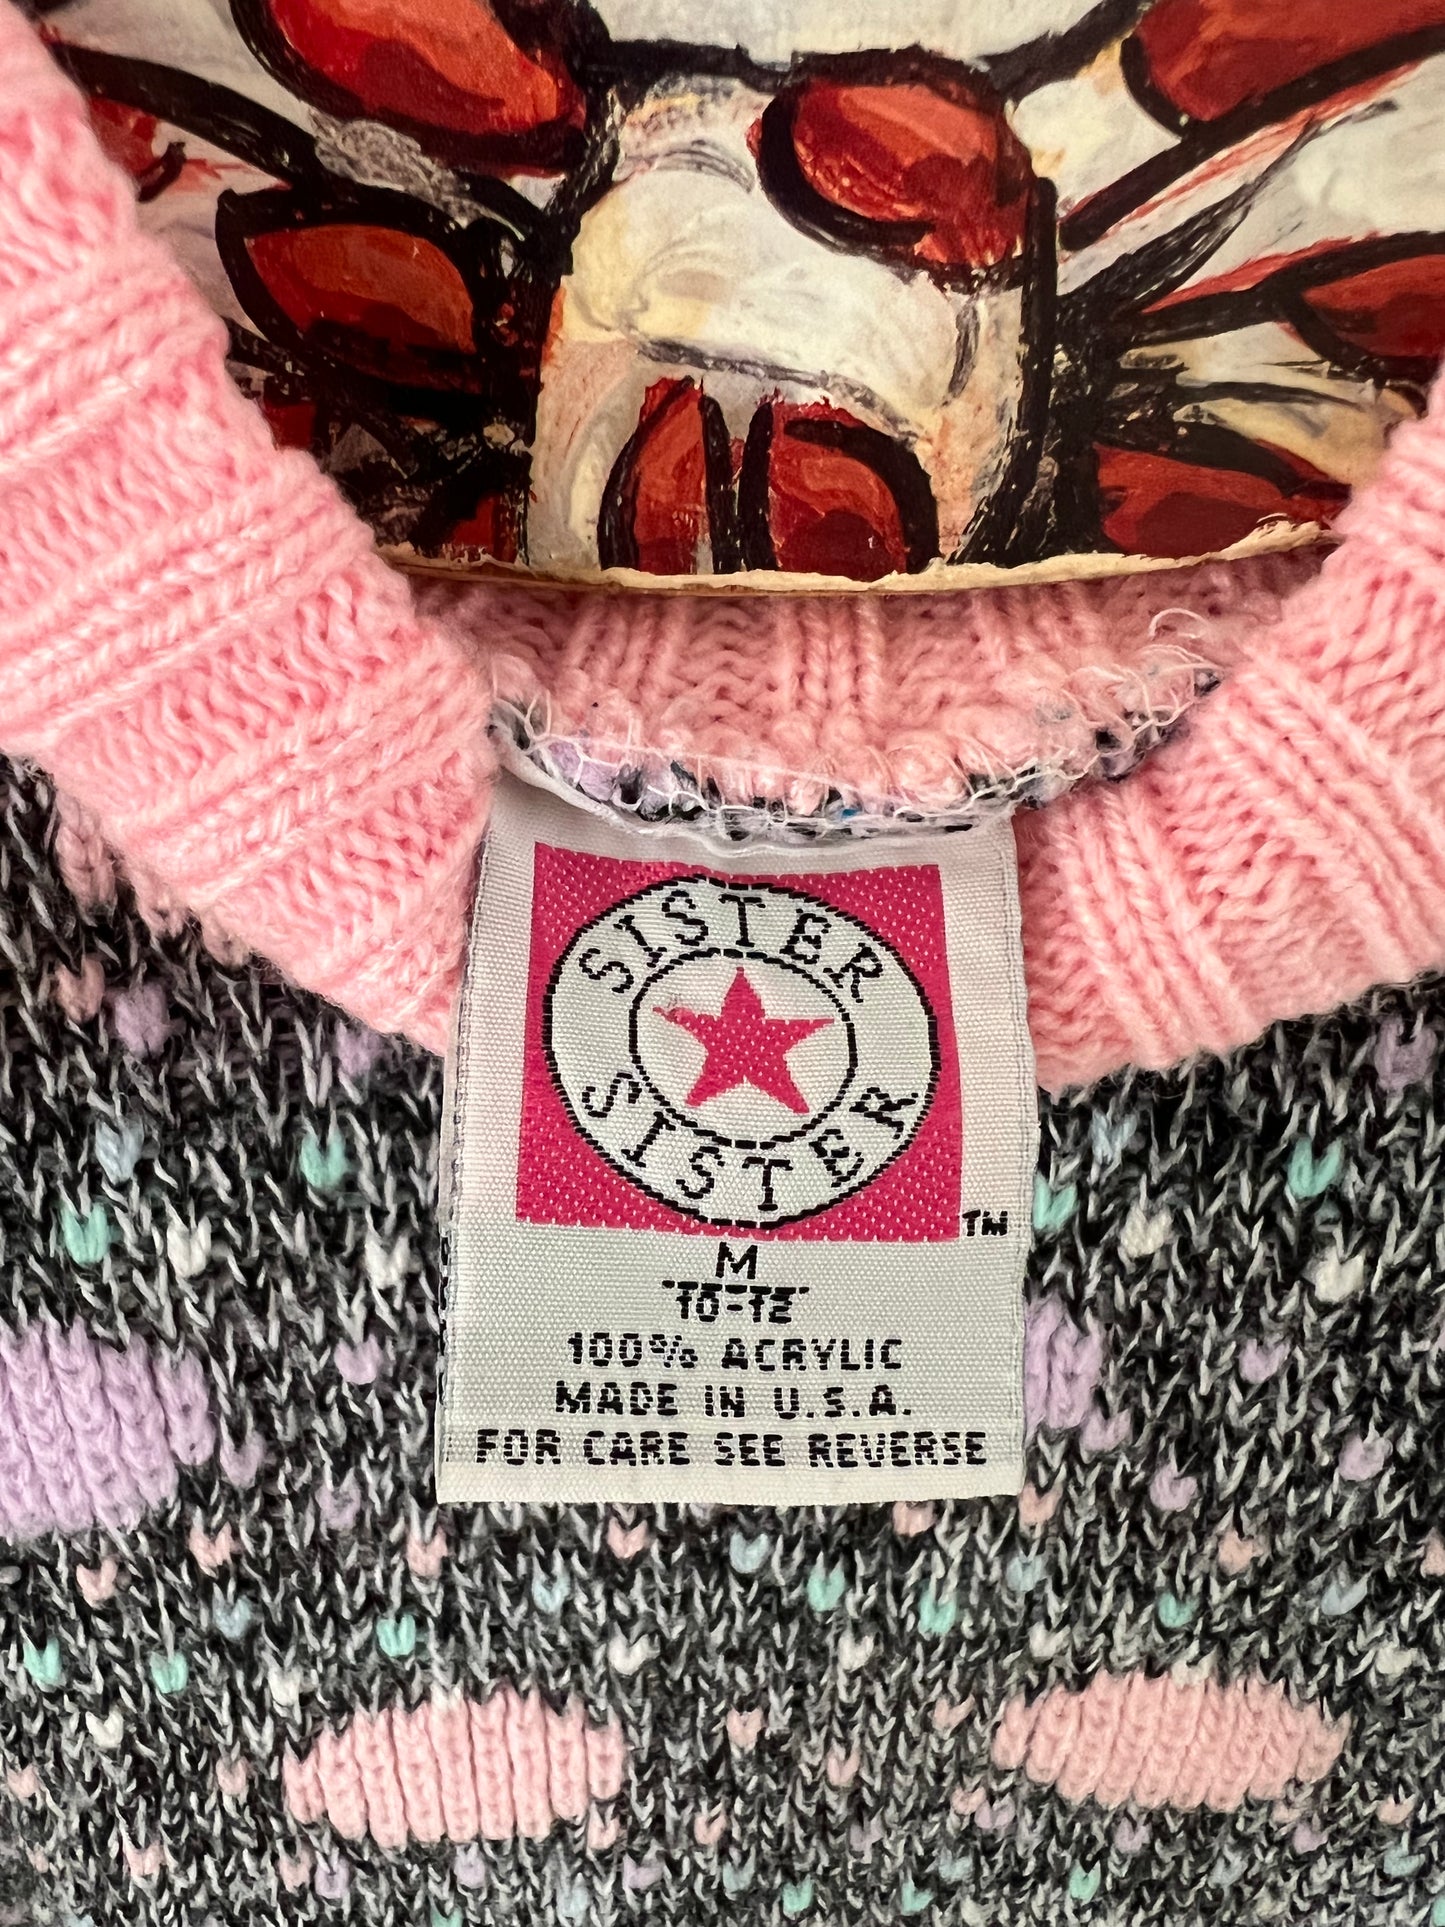 SISTER
SISTER
TM
M
10-12
100% ACRYLIC
MADE IN U.S.A.
FOR CARE SEE REVERSE